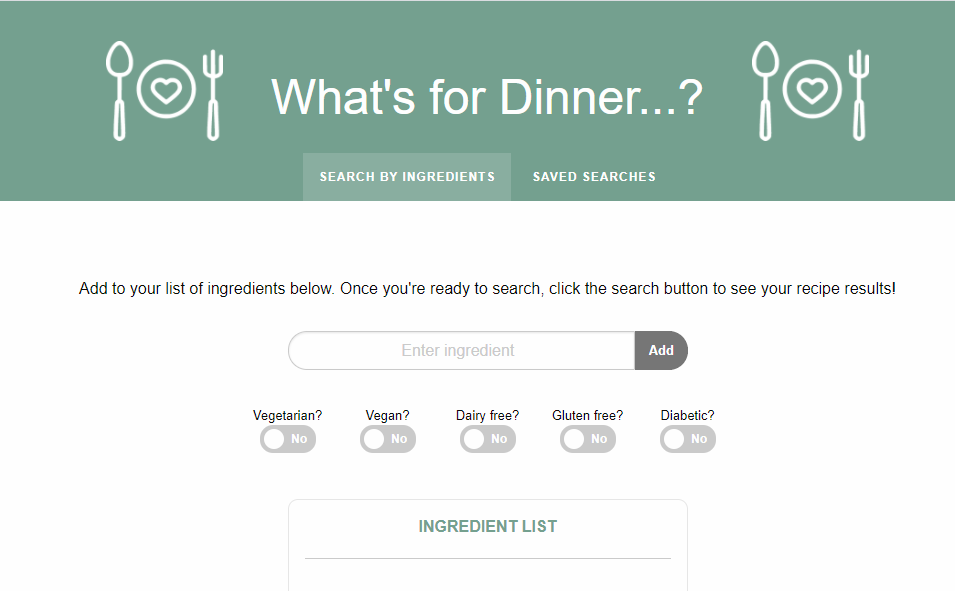 What's for Dinner...?
SEARCH BY INGREDIENTS SAVED SEARCHES
Add to your list of ingredients below. Once you're ready to search, click the search button to see your recipe results!
Enter ingredient Add
Vegetarian? Vegan? Dairy free? Gluten free? Diabetic?
No No No No No
INGREDIENT LIST